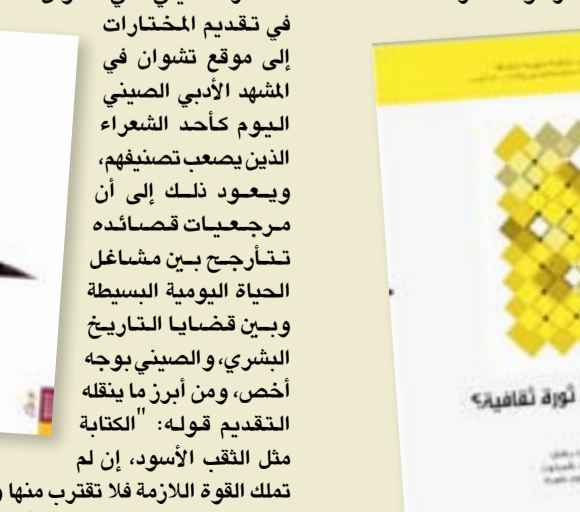 في تقديم المختارات
إلى موقع تشوان في
المشهد الأدبي الصيني
اليوم كأحد الشعراء
الذين يصعب تصنيفهم،
ويعود ذلك إلى أن
مرجعيات قصائده
تتأرجح بين مشاغل
الحياة اليومية البسيطة
وبين قضايا التاريخ
البشري، والصيني بوجه
أخص، ومن أبرز ما ينقله
التقديم قوله: "الكتابة
مثل الثقب الأسود، إن لم
تملك القوة اللازمة فلا تقترب منها
ثورة ثقافية؟